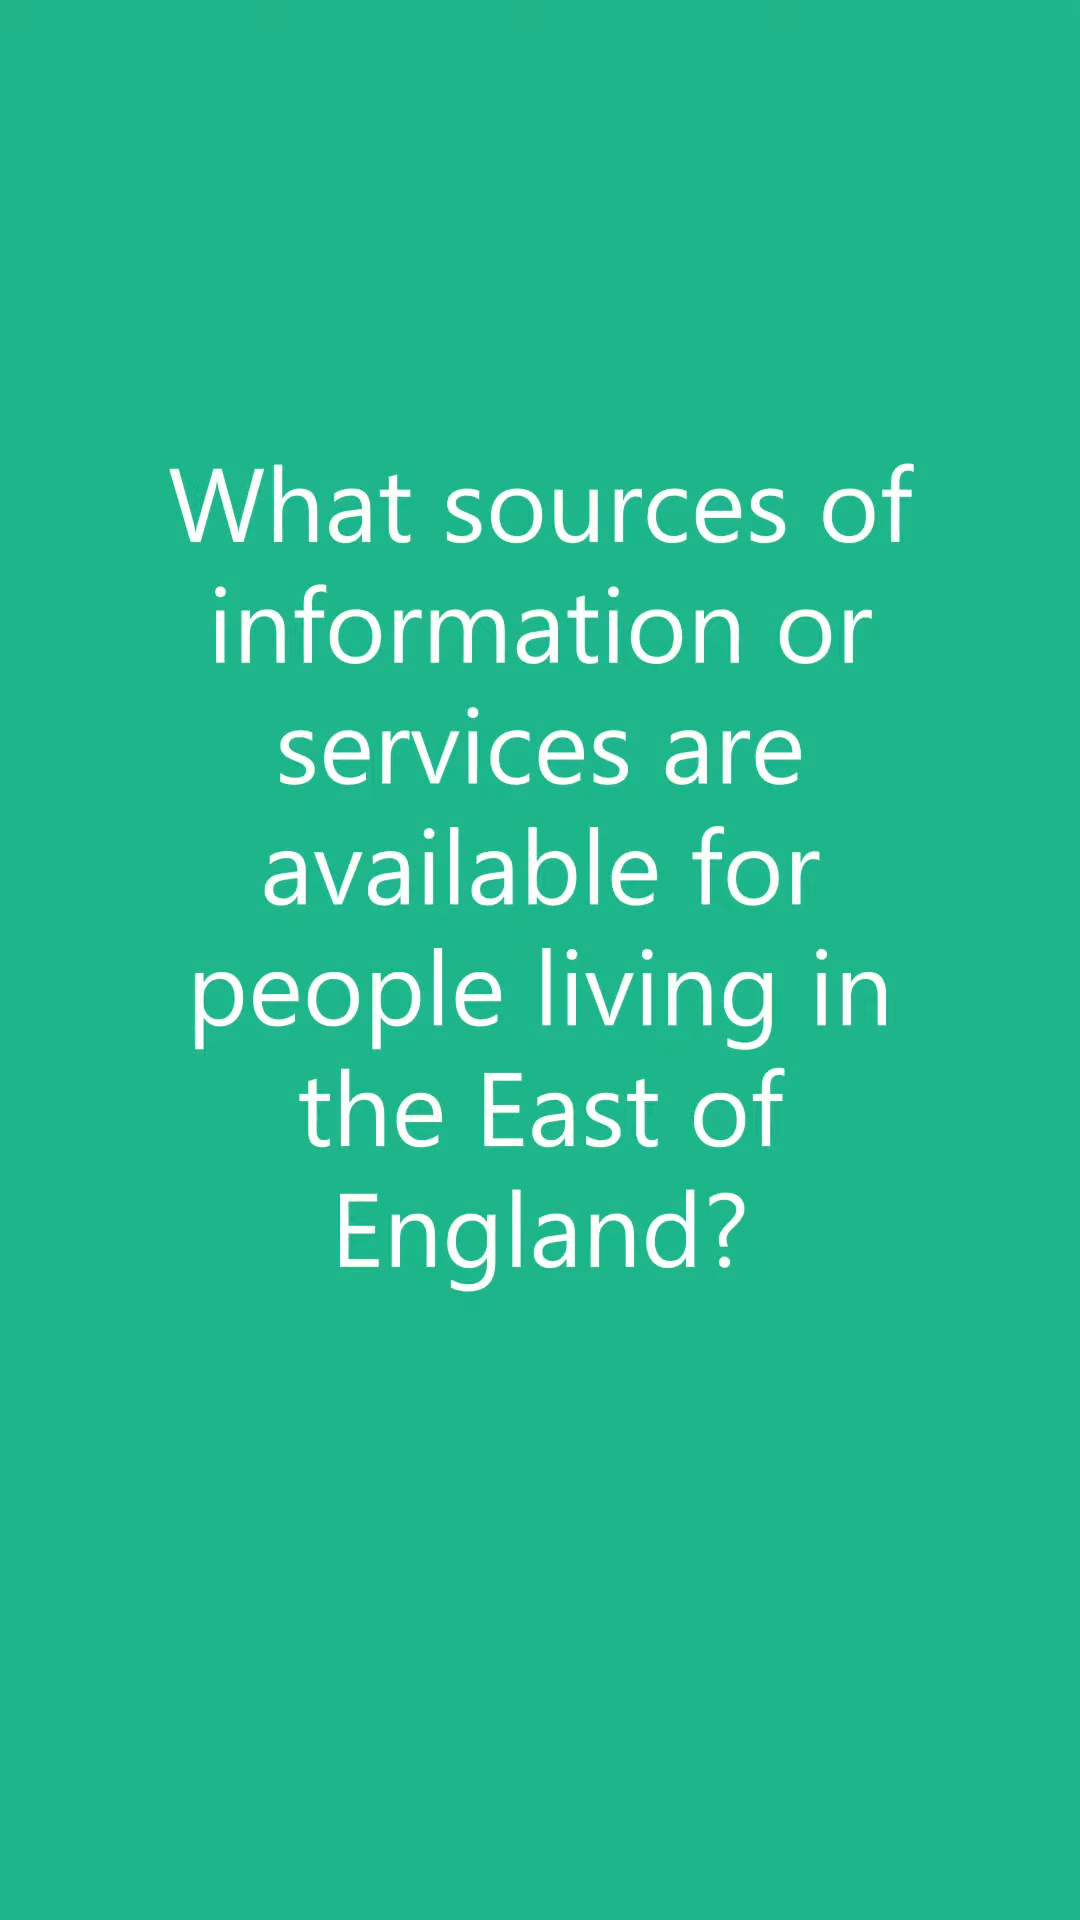 What sources of
information or
services are
available for
people living in
the East of
England?